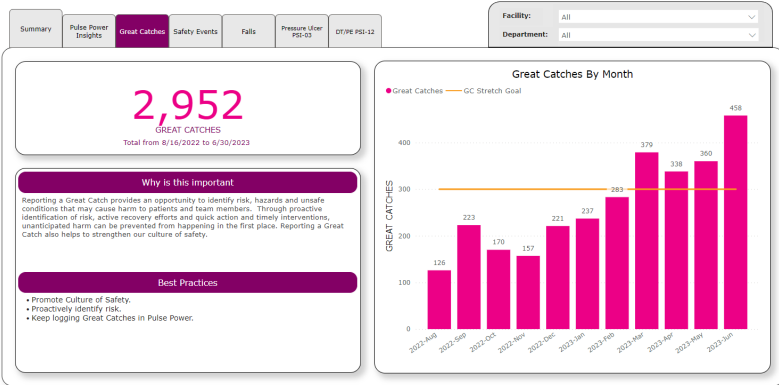 Summary
Pulse Power
Insights
Great Catches
Safety Events
Falls
Pressure Ulcer
PSI-03
DT/PE PSI-12
Facility:
All
Department:
All
2,952
GREAT CATCHES
Total from 8/16/2022 to 6/30/2023
Why is this important
Reporting a Great Catch provides an opportunity to identify risk, hazards and unsafe
conditions that may cause harm to patients and team members. Through proactive
identification of risk, active recovery efforts and quick action and timely interventions,
unanticipated harm can be prevented from happening in the first place. Reporting a Great
Catch also helps to strengthen our culture of safety.
Best Practices
• Promote Culture of Safety.
• Proactively identify risk.
• Keep logging Great Catches in Pulse Power.
Great Catches By Month
Great Catches
GC Stretch Goal
GREAT CATCHES
400
300
200
100
0
126
223
170
157
221
237
283
379
338
360
458
2022-Aug
2022-Sep
2022-Oct
2022-Nov
2022-Dec
2023-Jan
2023-Feb
2023-Mar
2023-Apr
2023-May
2023-Jun